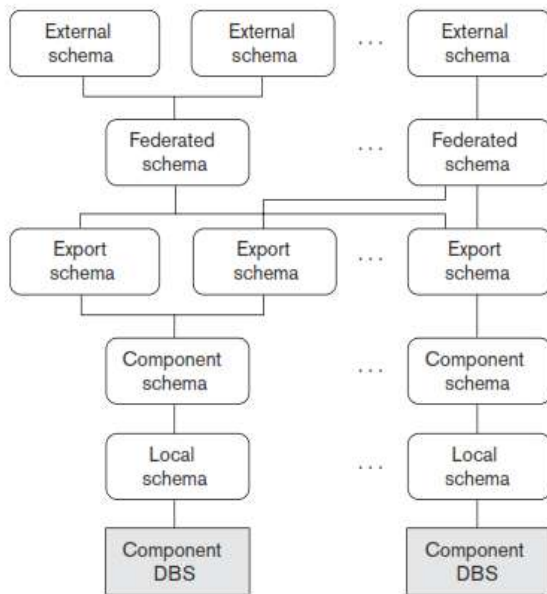 External
schema
External
schema
. . .
External
schema
Federated
schema
. . .
Federated
schema
Export
schema
Export
schema
. . .
Export
schema
Component
schema
. . .
Component
schema
Local
schema
. . .
Local
schema
Component
DBS
Component
DBS